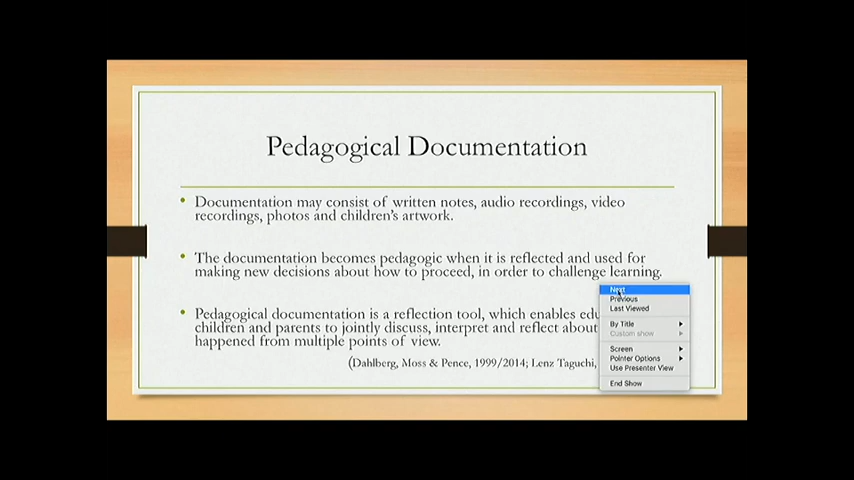 Pedagogical Documentation
• Documentation may consist of written notes, audio recordings, video
recordings, photos and children's artwork.
• The documentation becomes pedagogic when it is reflected and used for
making new decisions about how to proceed, in order to challenge learning.
• Pedagogical documentation is a reflection tool, which enables
children and parents to jointly discuss, interpret and reflect about
happened from multiple points of view.
(Dahlberg, Moss & Pence, 1999/2014; Lenz Taguchi,
Next
Previous
Last Viewed
By Title
Custom show
Screen
Pointer Options
Use Presenter View
End Show